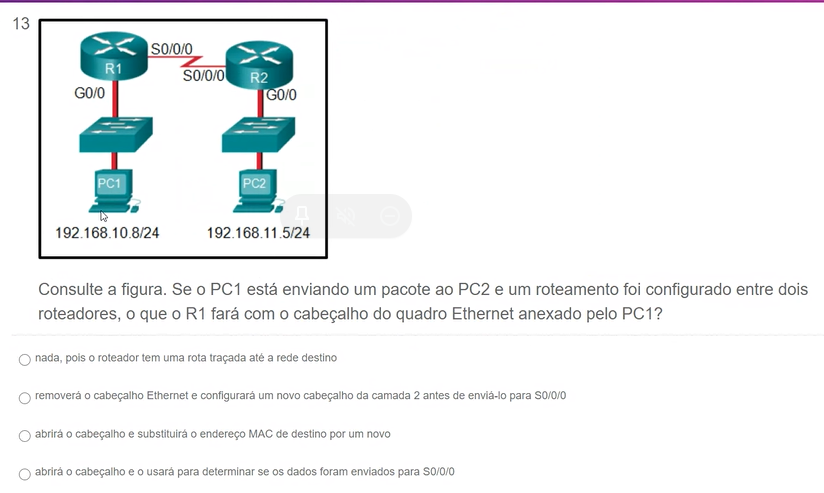 13
S0/0/0
R1
S0/0/0
R2
G0/0
G0/0
PC1
PC2
192.168.10.8/24
192.168.11.5/24
Consulte a figura. Se o PC1 está enviando um pacote ao PC2 e um roteamento foi configurado entre dois
roteadores, o que o R1 fará com o cabeçalho do quadro Ethernet anexado pelo PC1?
nada, pois o roteador tem uma rota traçada até a rede destino
removerá o cabeçalho Ethernet e configurará um novo cabeçalho da camada 2 antes de enviá-lo para S0/0/0
abrirá o cabeçalho e substituirá o endereço MAC de destino por um novo
abrirá o cabeçalho e o usará para determinar se os dados foram enviados para S0/0/0